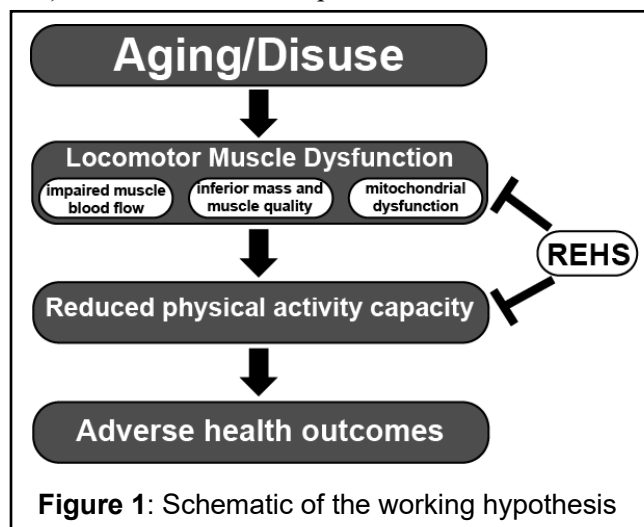 Aging/Disuse
Locomotor Muscle Dysfunction
impaired muscle
blood flow
inferior mass and
muscle quality
mitochondrial
dysfunction
REHS
Reduced physical activity capacity
Adverse health outcomes
Figure 1: Schematic of the working hypothesis